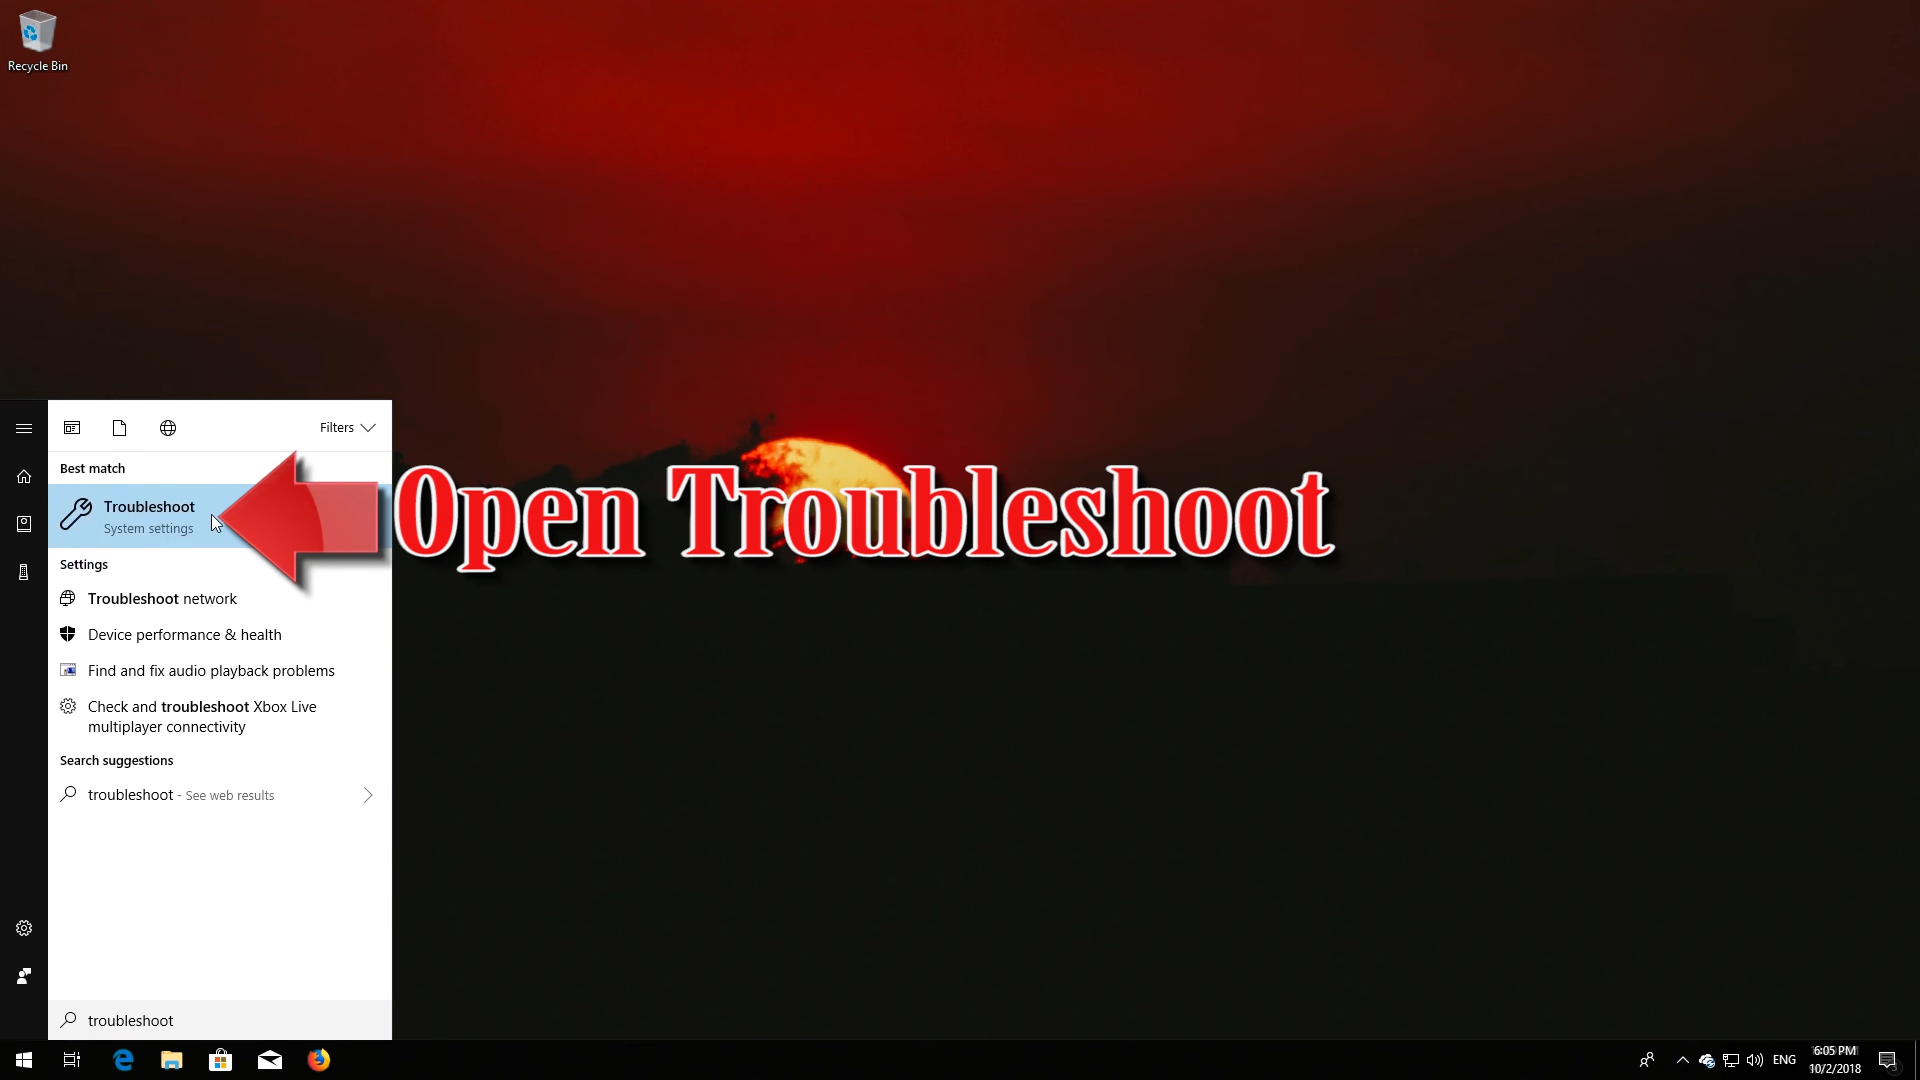 Recycle Bin
Filters
Best match
Troubleshoot
System settings
Open Troubleshoot
Settings
Troubleshoot network
Device performance & health
Find and fix audio playback problems
Check and troubleshoot Xbox Live
multiplayer connectivity
Search suggestions
troubleshoot - See web results
troubleshoot
ENG
6:05 PM
10/2/2018